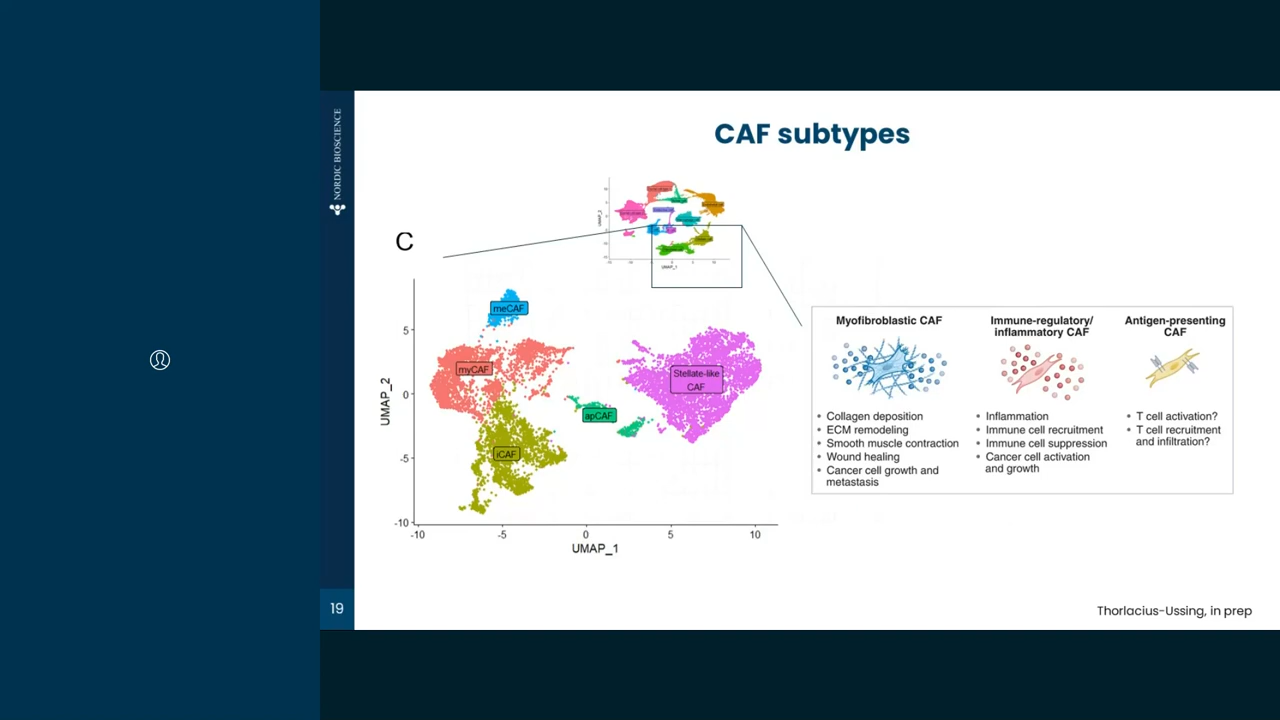 NORDIC BIOSCIENCE
CAF subtypes
UMAP_2
UMAP_1
C
meCAF
myCAF
Stellate-like
CAF
apCAF
iCAF
5
0
-5
-10
-10
-5
0
5
10
UMAP_2
UMAP_1
Myofibroblastic CAF
• Collagen deposition
• ECM remodeling
• Smooth muscle contraction
• Wound healing
• Cancer cell growth and
metastasis
Immune-regulatory/
inflammatory CAF
• Inflammation
• Immune cell recruitment
• Immune cell suppression
• Cancer cell activation
and growth
Antigen-presenting
CAF
• T cell activation?
• T cell recruitment
and infiltration?
19
Thorlacius-Ussing, in prep